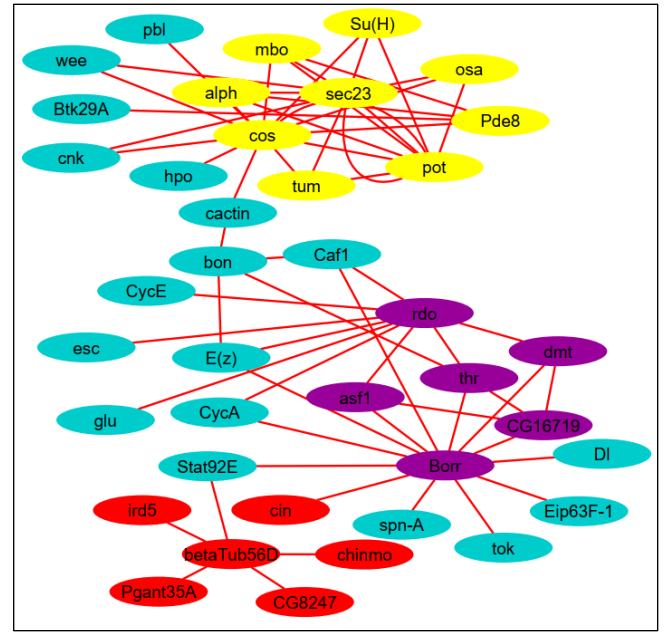 Su(H)
pbl
mbo
wee
osa
alph
sec23
Btk29A
Pde8
cos
cnk
pot
hpo
tum
cactin
Caf1
bon
CycE
rdo
esc
dmt
E(z)
thr
asf1
glu
CycA
CG16719
Dl
Stat92E
Borr
ird5
cin
Eip63F-1
spn-A
tok
betaTub56D
chinmo
Pgant35A
CG8247